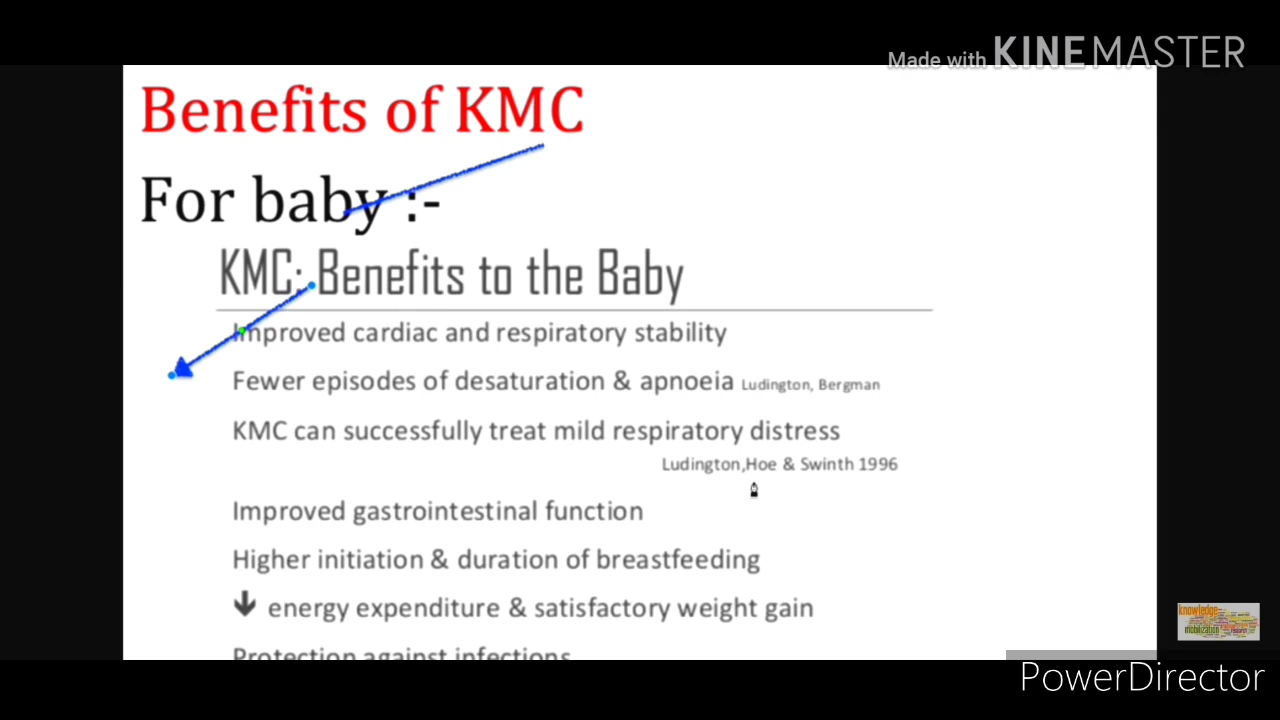 Made with KINEMASTER
Benefits of KMC
For baby :-
KMC: Benefits to the Baby
Improved cardiac and respiratory stability
Fewer episodes of desaturation & apnoeia Ludington, Bergman
KMC can successfully treat mild respiratory distress
Ludington,Hoe & Swinth 1996
Improved gastrointestinal function
Higher initiation & duration of breastfeeding
energy expenditure & satisfactory weight gain
Protection against infections
knowledge
mobilization
PowerDirector